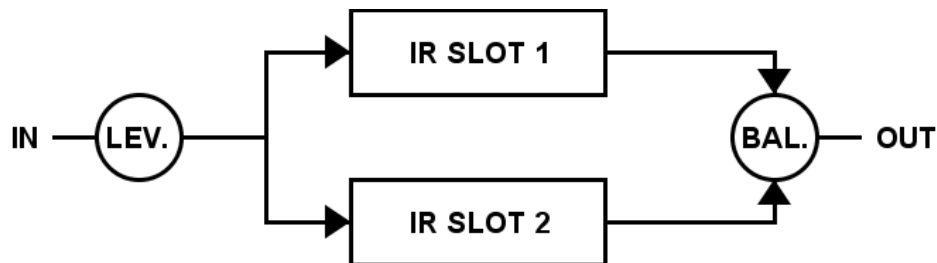 IR SLOT 1
IN
LEV.
BAL.
OUT
IR SLOT 2